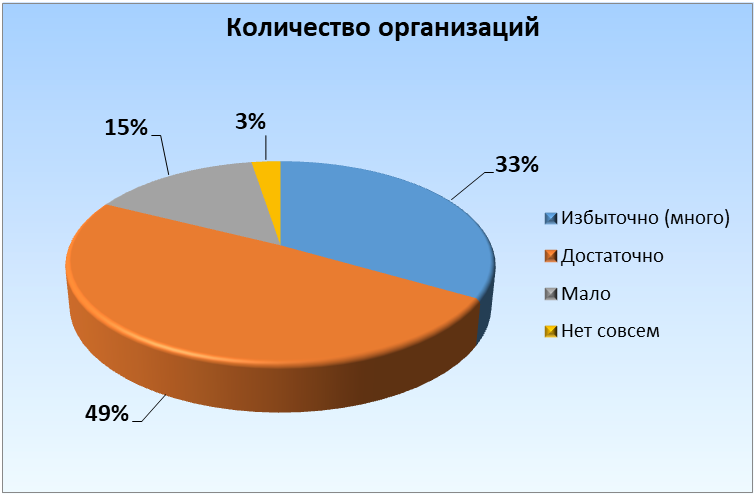 Количество организаций
3%
15%
33%
49%
Избыточно (много)
Достаточно
Мало
Нет совсем